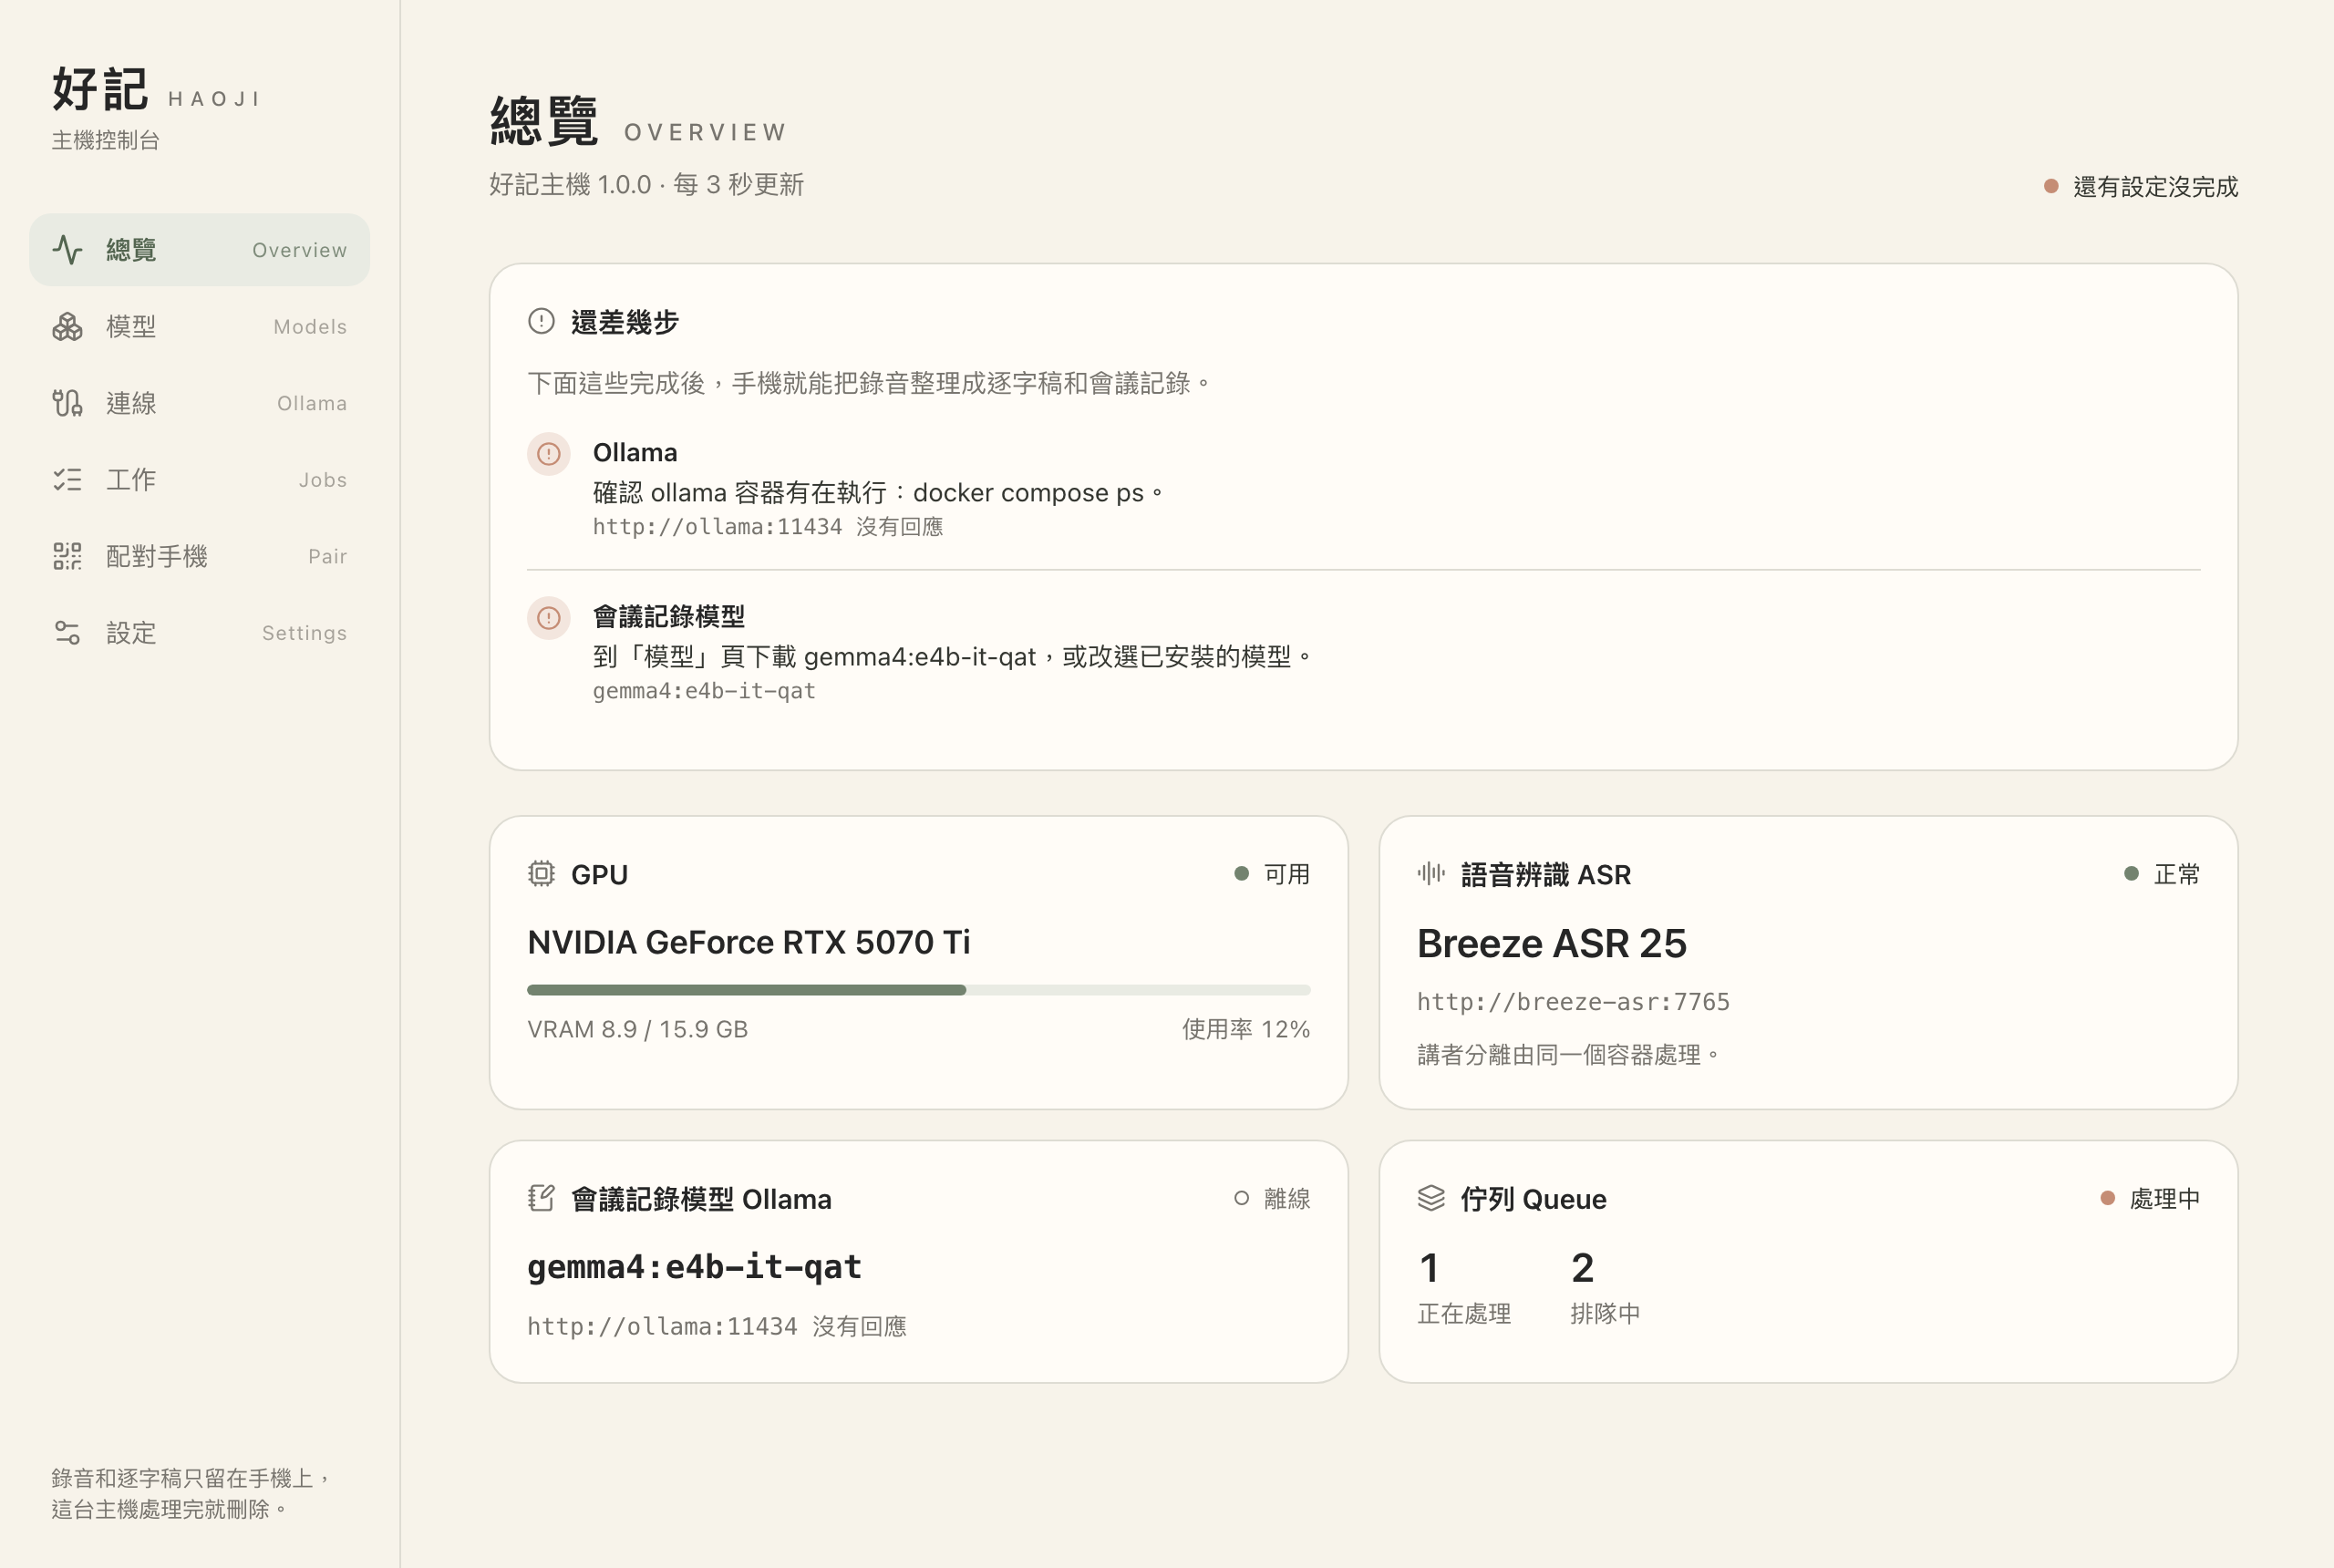 好記 HAOJI
主機控制台
總覽 Overview
模型 Models
連線 Ollama
工作 Jobs
配對手機 Pair
設定 Settings
錄音和逐字稿只留在手機上，
這台主機處理完就刪除。
總覽 OVERVIEW
好記主機 1.0.0 · 每 3 秒更新
還有設定沒完成
還差幾步
下面這些完成後，手機就能把錄音整理成逐字稿和會議記錄。
Ollama
確認 ollama 容器有在執行：docker compose ps。
http://ollama:11434 沒有回應
會議記錄模型
到「模型」頁下載 gemma4:e4b-it-qat，或改選已安裝的模型。
gemma4:e4b-it-qat
GPU 可用
NVIDIA GeForce RTX 5070 Ti
VRAM 8.9 / 15.9 GB 使用率 12%
語音辨識 ASR 正常
Breeze ASR 25
http://breeze-asr:7765
講者分離由同一個容器處理。
會議記錄模型 Ollama 離線
gemma4:e4b-it-qat
http://ollama:11434 沒有回應
佇列 Queue 處理中
1 2
正在處理 排隊中